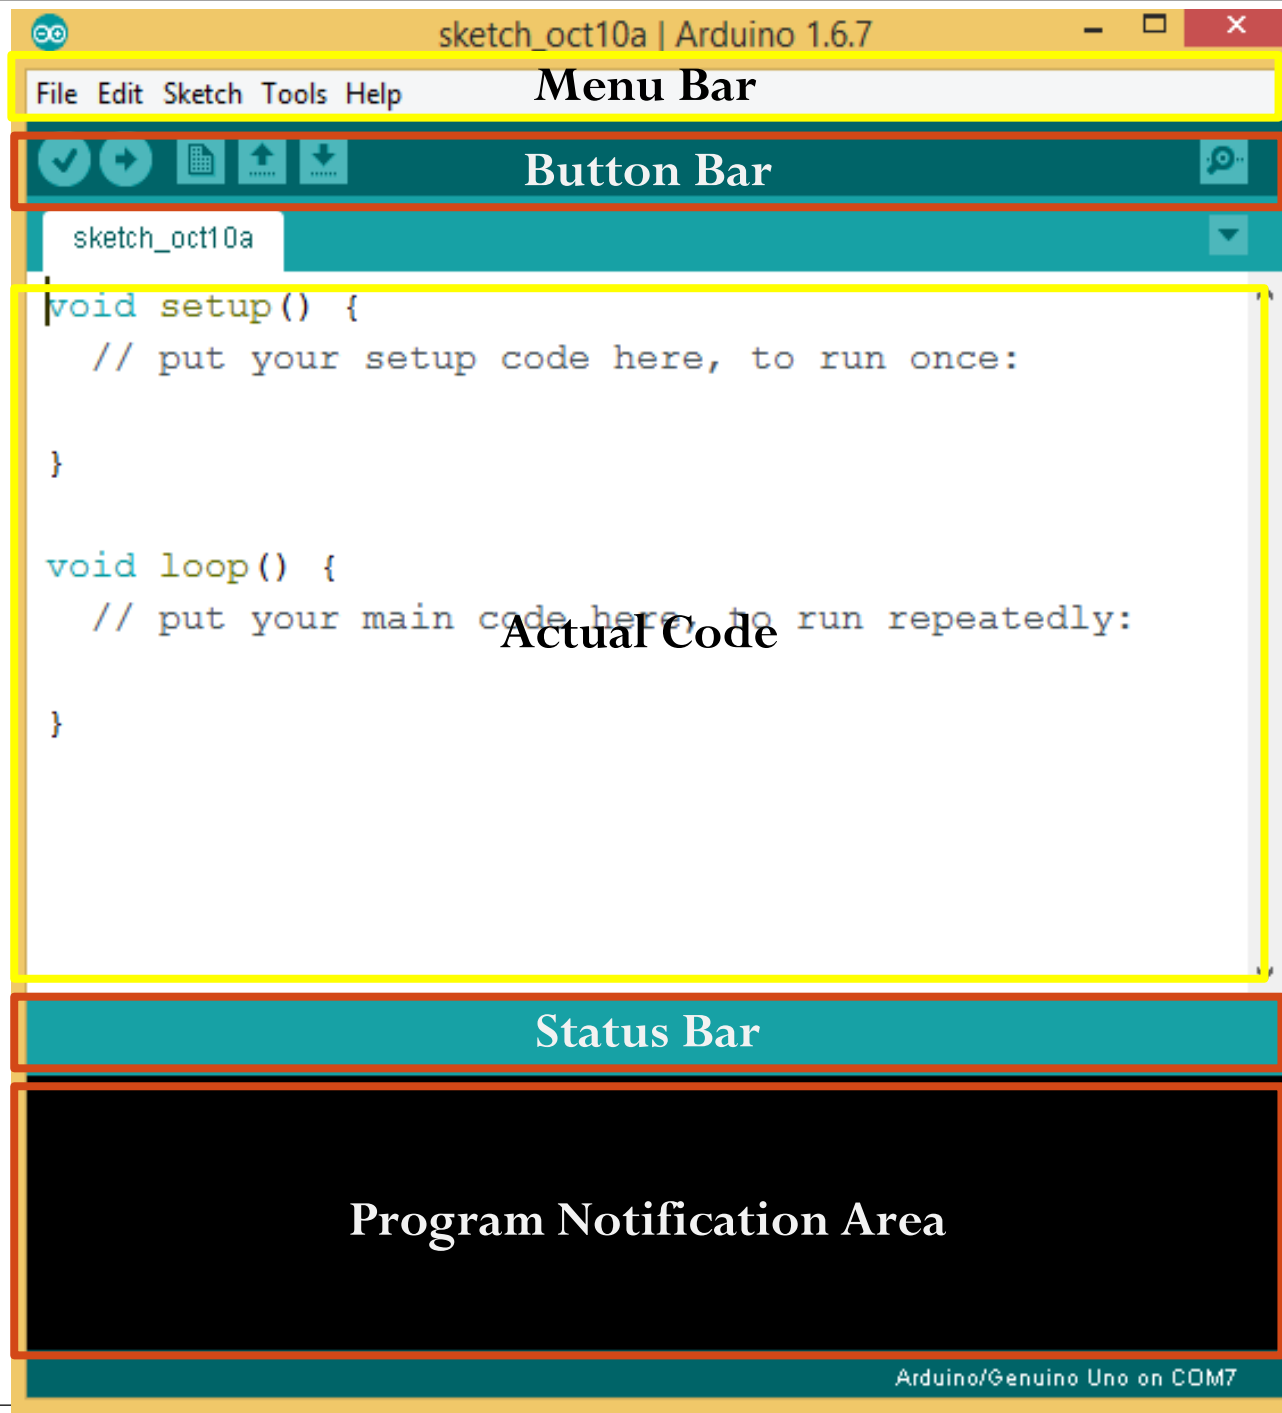 sketch_oct10a | Arduino 1.6.7
File Edit Sketch Tools Help
Menu Bar
Button Bar
sketch_oct10a
void setup() {
  // put your setup code here, to run once:
}
void loop() {
  // put your main code here, to run repeatedly:
Actual Code
}
Status Bar
Program Notification Area
Arduino/Genuino Uno on COM7